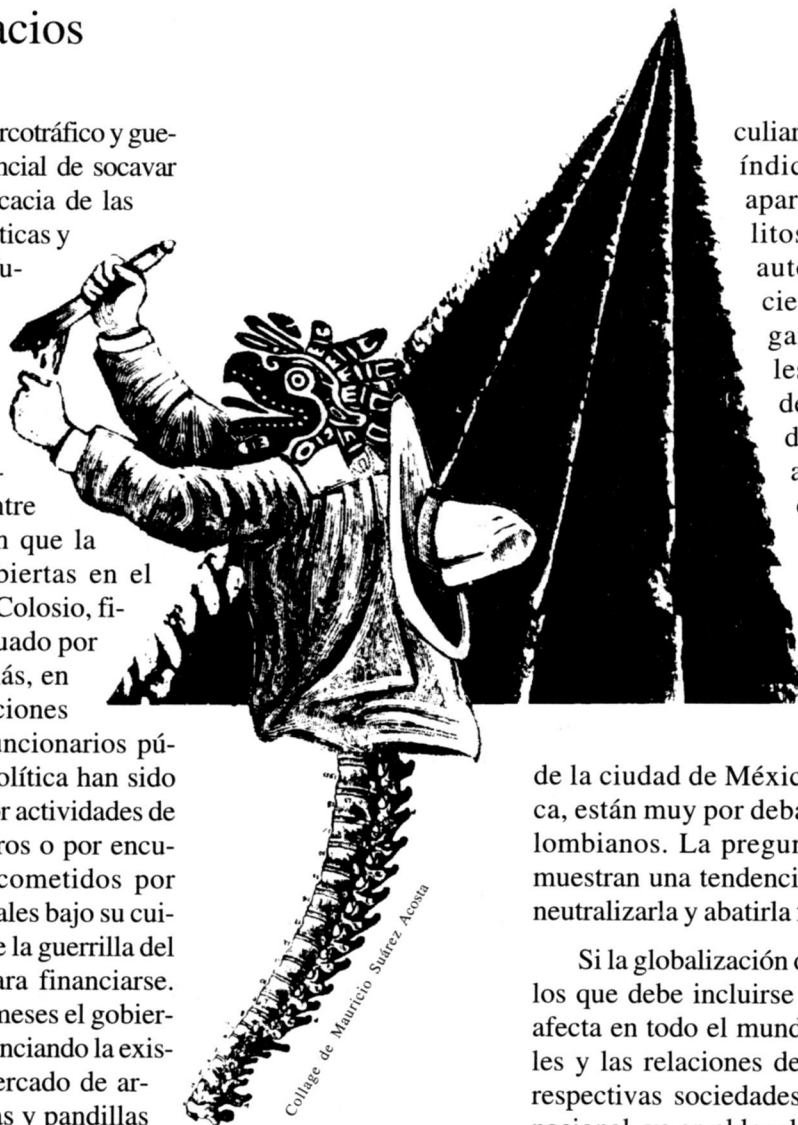 acios
rcotráfico y gue-
ncial de socavar
cacia de las
ticas y
u-
-
ntre
n que la
biertas en el
Colosio, fi-
uado por
nás, en
ciones
uncionarios pú-
olítica han sido
or actividades de
ros o por encu-
cometidos por
ales bajo su cui-
e la guerrilla del
ara financiarse.
meses el gobier-
nciando la exis-
ercado de ar-
as y pandillas
Collage de Mauricio Suárez Acosta
culian
índic
apar
litos
auto
cie
ga
les
de
d
a
de la ciudad de Méxic
ca, están muy por deba
lombianos. La pregun
muestran una tendenci
neutralizarla y abatirla
Si la globalización
los que debe incluirse
afecta en todo el mund
les y las relaciones de
respectivas sociedades